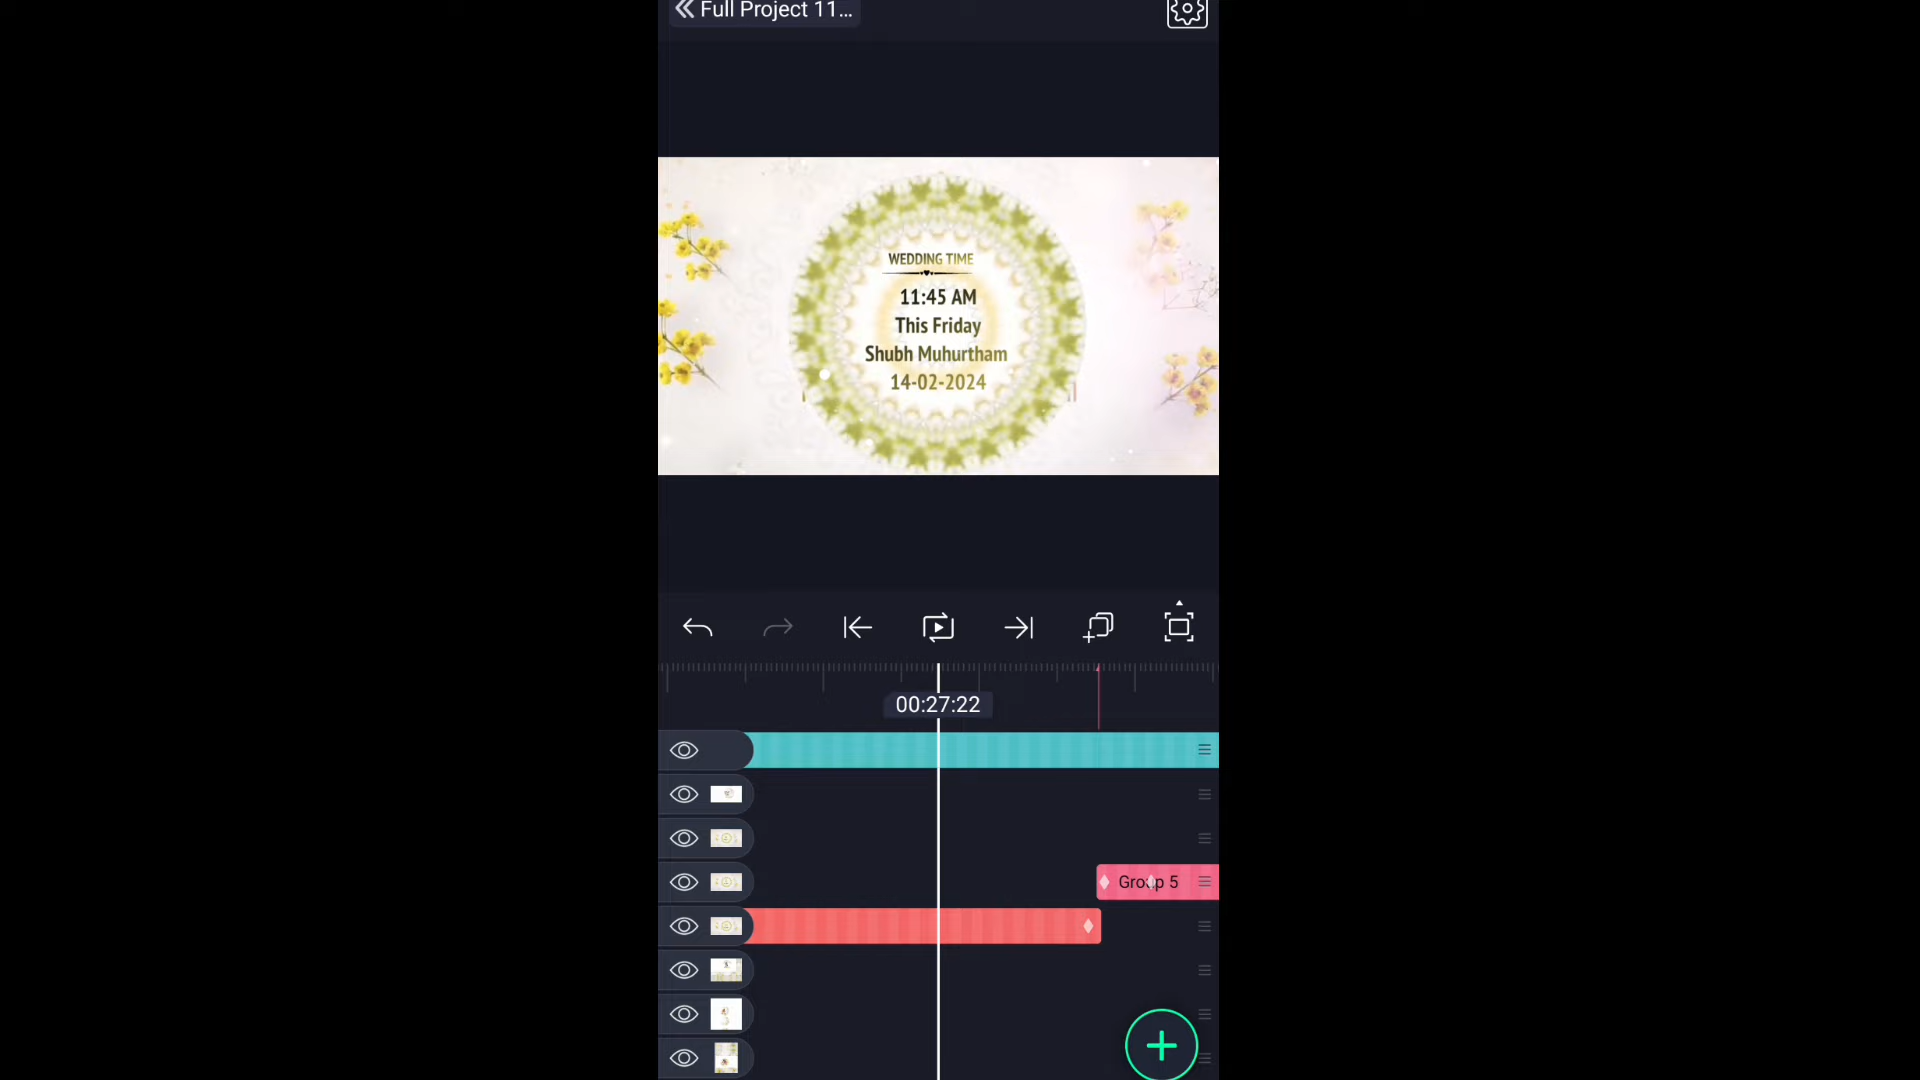 Full Project 11...
WEDDING TIME
11:45 AM
This Friday
Shubh Muhurtham
14-02-2024
00:27:22
Group 5